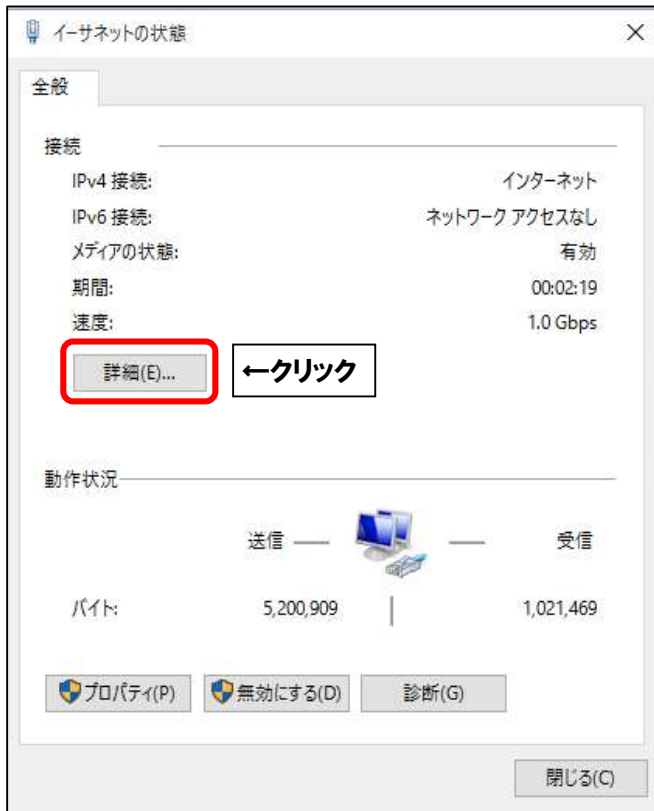 イーサネットの状態
全般
接続
IPv4 接続: インターネット
IPv6 接続: ネットワーク アクセスなし
メディアの状態: 有効
期間: 00:02:19
速度: 1.0 Gbps
詳細(E)... ←クリック
動作状況
送信 受信
バイト: 5,200,909 1,021,469
プロパティ(P) 無効にする(D) 診断(G)
閉じる(C)